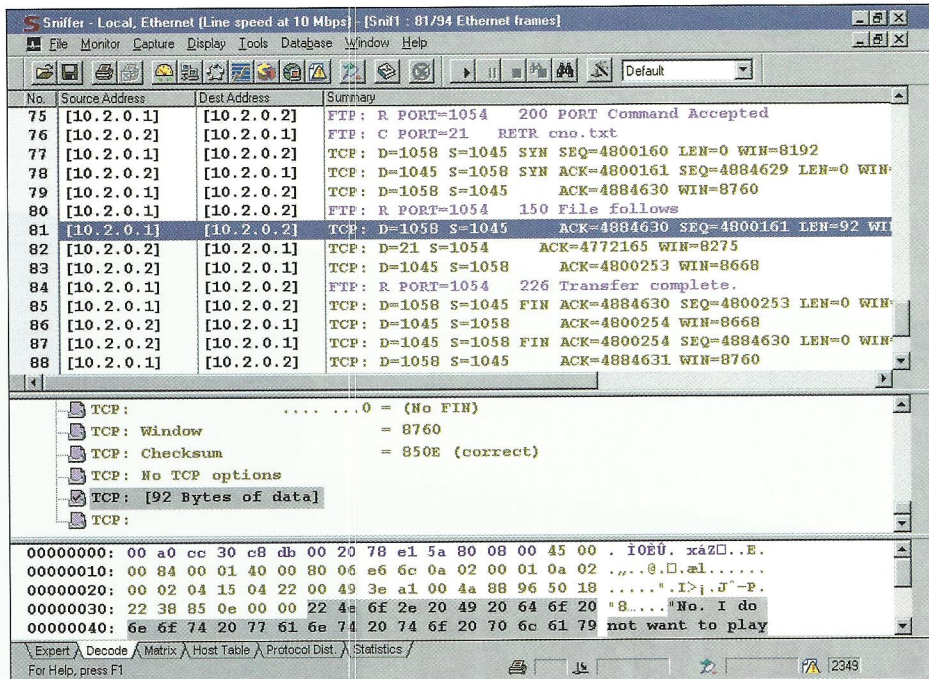 Sniffer - Local, Ethernet (Line speed at 10 Mbps) - [Snif1 : 81/94 Ethernet frames]
File Monitor Capture Display Tools Database Window Help
Default
No. Source Address Dest Address Summary
75 [10.2.0.1] [10.2.0.2] FTP: R PORT=1054 200 PORT Command Accepted
76 [10.2.0.2] [10.2.0.1] FTP: C PORT=21 RETR cno.txt
77 [10.2.0.1] [10.2.0.2] TCP: D=1058 S=1045 SYN SEQ=4800160 LEN=0 WIN=8192
78 [10.2.0.2] [10.2.0.1] TCP: D=1045 S=1058 SYN ACK=4800161 SEQ=4884629 LEN=0 WIN=
79 [10.2.0.1] [10.2.0.2] TCP: D=1058 S=1045 ACK=4884630 WIN=8760
80 [10.2.0.1] [10.2.0.2] FTP: R PORT=1054 150 File follows
81 [10.2.0.1] [10.2.0.2] TCP: D=1058 S=1045 ACK=4884630 SEQ=4800161 LEN=92 WI
82 [10.2.0.2] [10.2.0.1] TCP: D=21 S=1054 ACK=4772165 WIN=8275
83 [10.2.0.2] [10.2.0.1] TCP: D=1045 S=1058 ACK=4800253 WIN=8668
84 [10.2.0.1] [10.2.0.2] FTP: R PORT=1054 226 Transfer complete.
85 [10.2.0.1] [10.2.0.2] TCP: D=1058 S=1045 FIN ACK=4884630 SEQ=4800253 LEN=0 WIN=
86 [10.2.0.2] [10.2.0.1] TCP: D=1045 S=1058 ACK=4800254 WIN=8668
87 [10.2.0.2] [10.2.0.1] TCP: D=1045 S=1058 FIN ACK=4800254 SEQ=4884630 LEN=0 WIN=
88 [10.2.0.1] [10.2.0.2] TCP: D=1058 S=1045 ACK=4884631 WIN=8760
TCP: .... ...0 = (No FIN)
TCP: Window = 8760
TCP: Checksum = 850E (correct)
TCP: No TCP options
TCP: [92 Bytes of data]
TCP:
00000000: 00 a0 cc 30 c8 db 00 20 78 e1 5a 80 08 00 45 00 . ÌOÈÛ. xáZ□..E.
00000010: 00 84 00 01 40 00 80 06 e6 6c 0a 02 00 01 0a 02 .„..@.□.æl......
00000020: 00 02 04 15 04 22 00 49 3e a1 00 4a 88 96 50 18 .....".I>¡.Jˆ–P.
00000030: 22 38 85 0e 00 00 22 4e 6f 2e 20 49 20 64 6f 20 "8…..."No. I do
00000040: 6e 6f 74 20 77 61 6e 74 20 74 6f 20 70 6c 61 79 not want to play
Expert Decode Matrix Host Table Protocol Dist. Statistics
For Help, press F1
2349